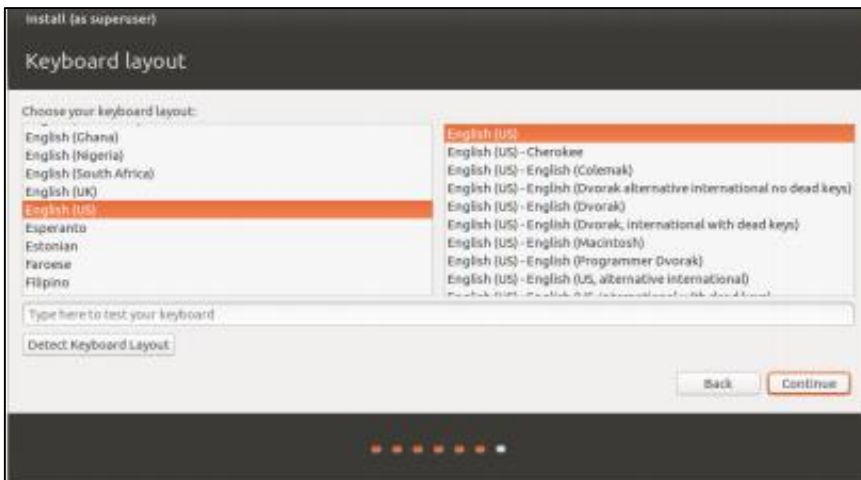 Install (as superuser)
Keyboard layout
Choose your keyboard layout:
English (Ghana)
English (Nigeria)
English (South Africa)
English (UK)
English (US)
Esperanto
Estonian
Faroese
Filipino
English (US)
English (US) - Cherokee
English (US) - English (Colemak)
English (US) - English (Dvorak alternative international no dead keys)
English (US) - English (Dvorak)
English (US) - English (Dvorak, international with dead keys)
English (US) - English (Macintosh)
English (US) - English (Programmer Dvorak)
English (US) - English (US, alternative international)
Type here to test your keyboard
Detect Keyboard Layout
Back
Continue